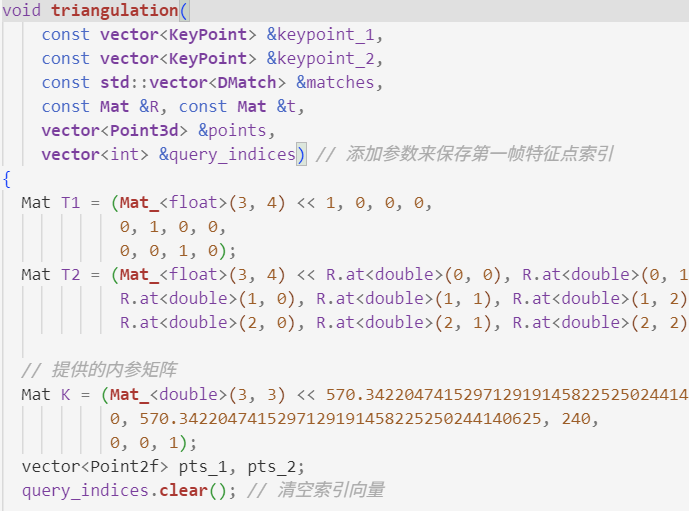 void triangulation(
const vector<KeyPoint> &keypoint_1,
const vector<KeyPoint> &keypoint_2,
const std::vector<DMatch> &matches,
const Mat &R, const Mat &t,
vector<Point3d> &points,
vector<int> &query_indices) // 添加参数来保存第一帧特征点索引
{
Mat T1 = (Mat_<float>(3, 4) << 1, 0, 0, 0,
0, 1, 0, 0,
0, 0, 1, 0);
Mat T2 = (Mat_<float>(3, 4) << R.at<double>(0, 0), R.at<double>(0, 1
R.at<double>(1, 0), R.at<double>(1, 1), R.at<double>(1, 2)
R.at<double>(2, 0), R.at<double>(2, 1), R.at<double>(2, 2)
// 提供的内参矩阵
Mat K = (Mat_<double>(3, 3) << 570.342204741529712919145822525024414
0, 570.3422047415297129191458225250244140625, 240,
0, 0, 1);
vector<Point2f> pts_1, pts_2;
query_indices.clear(); // 清空索引向量